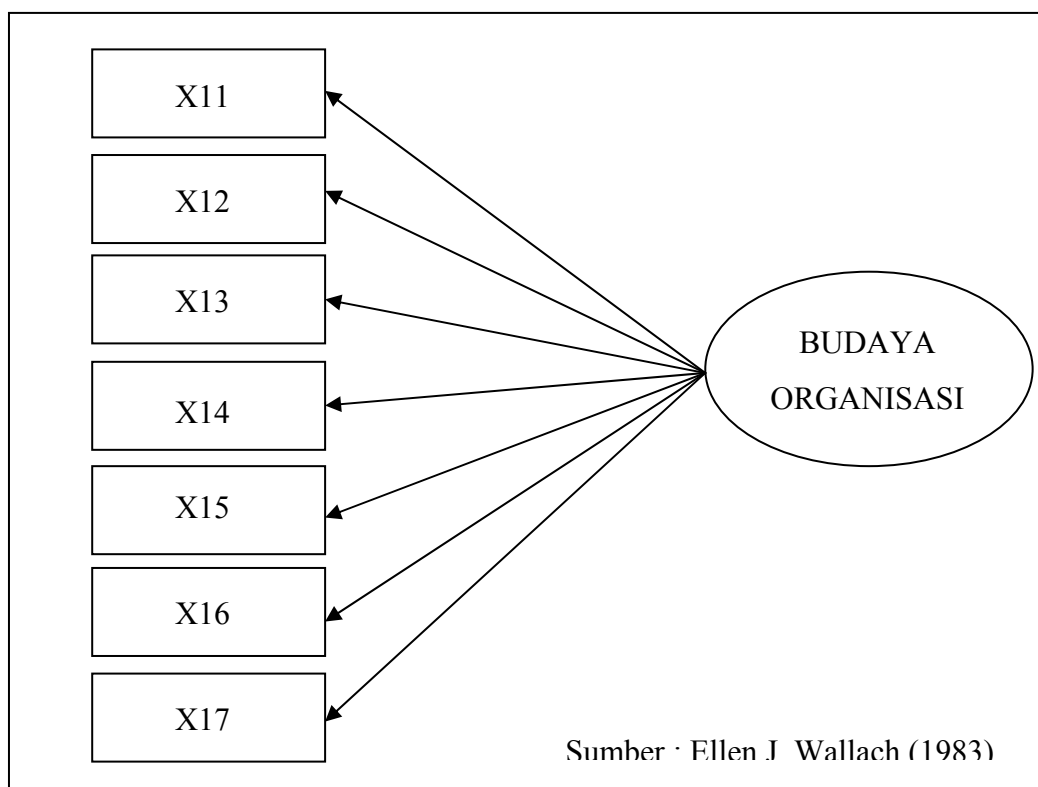 X11
X12
X13
X14
X15
X16
X17
BUDAYA
ORGANISASI
Sumber : Ellen J. Wallach (1983)